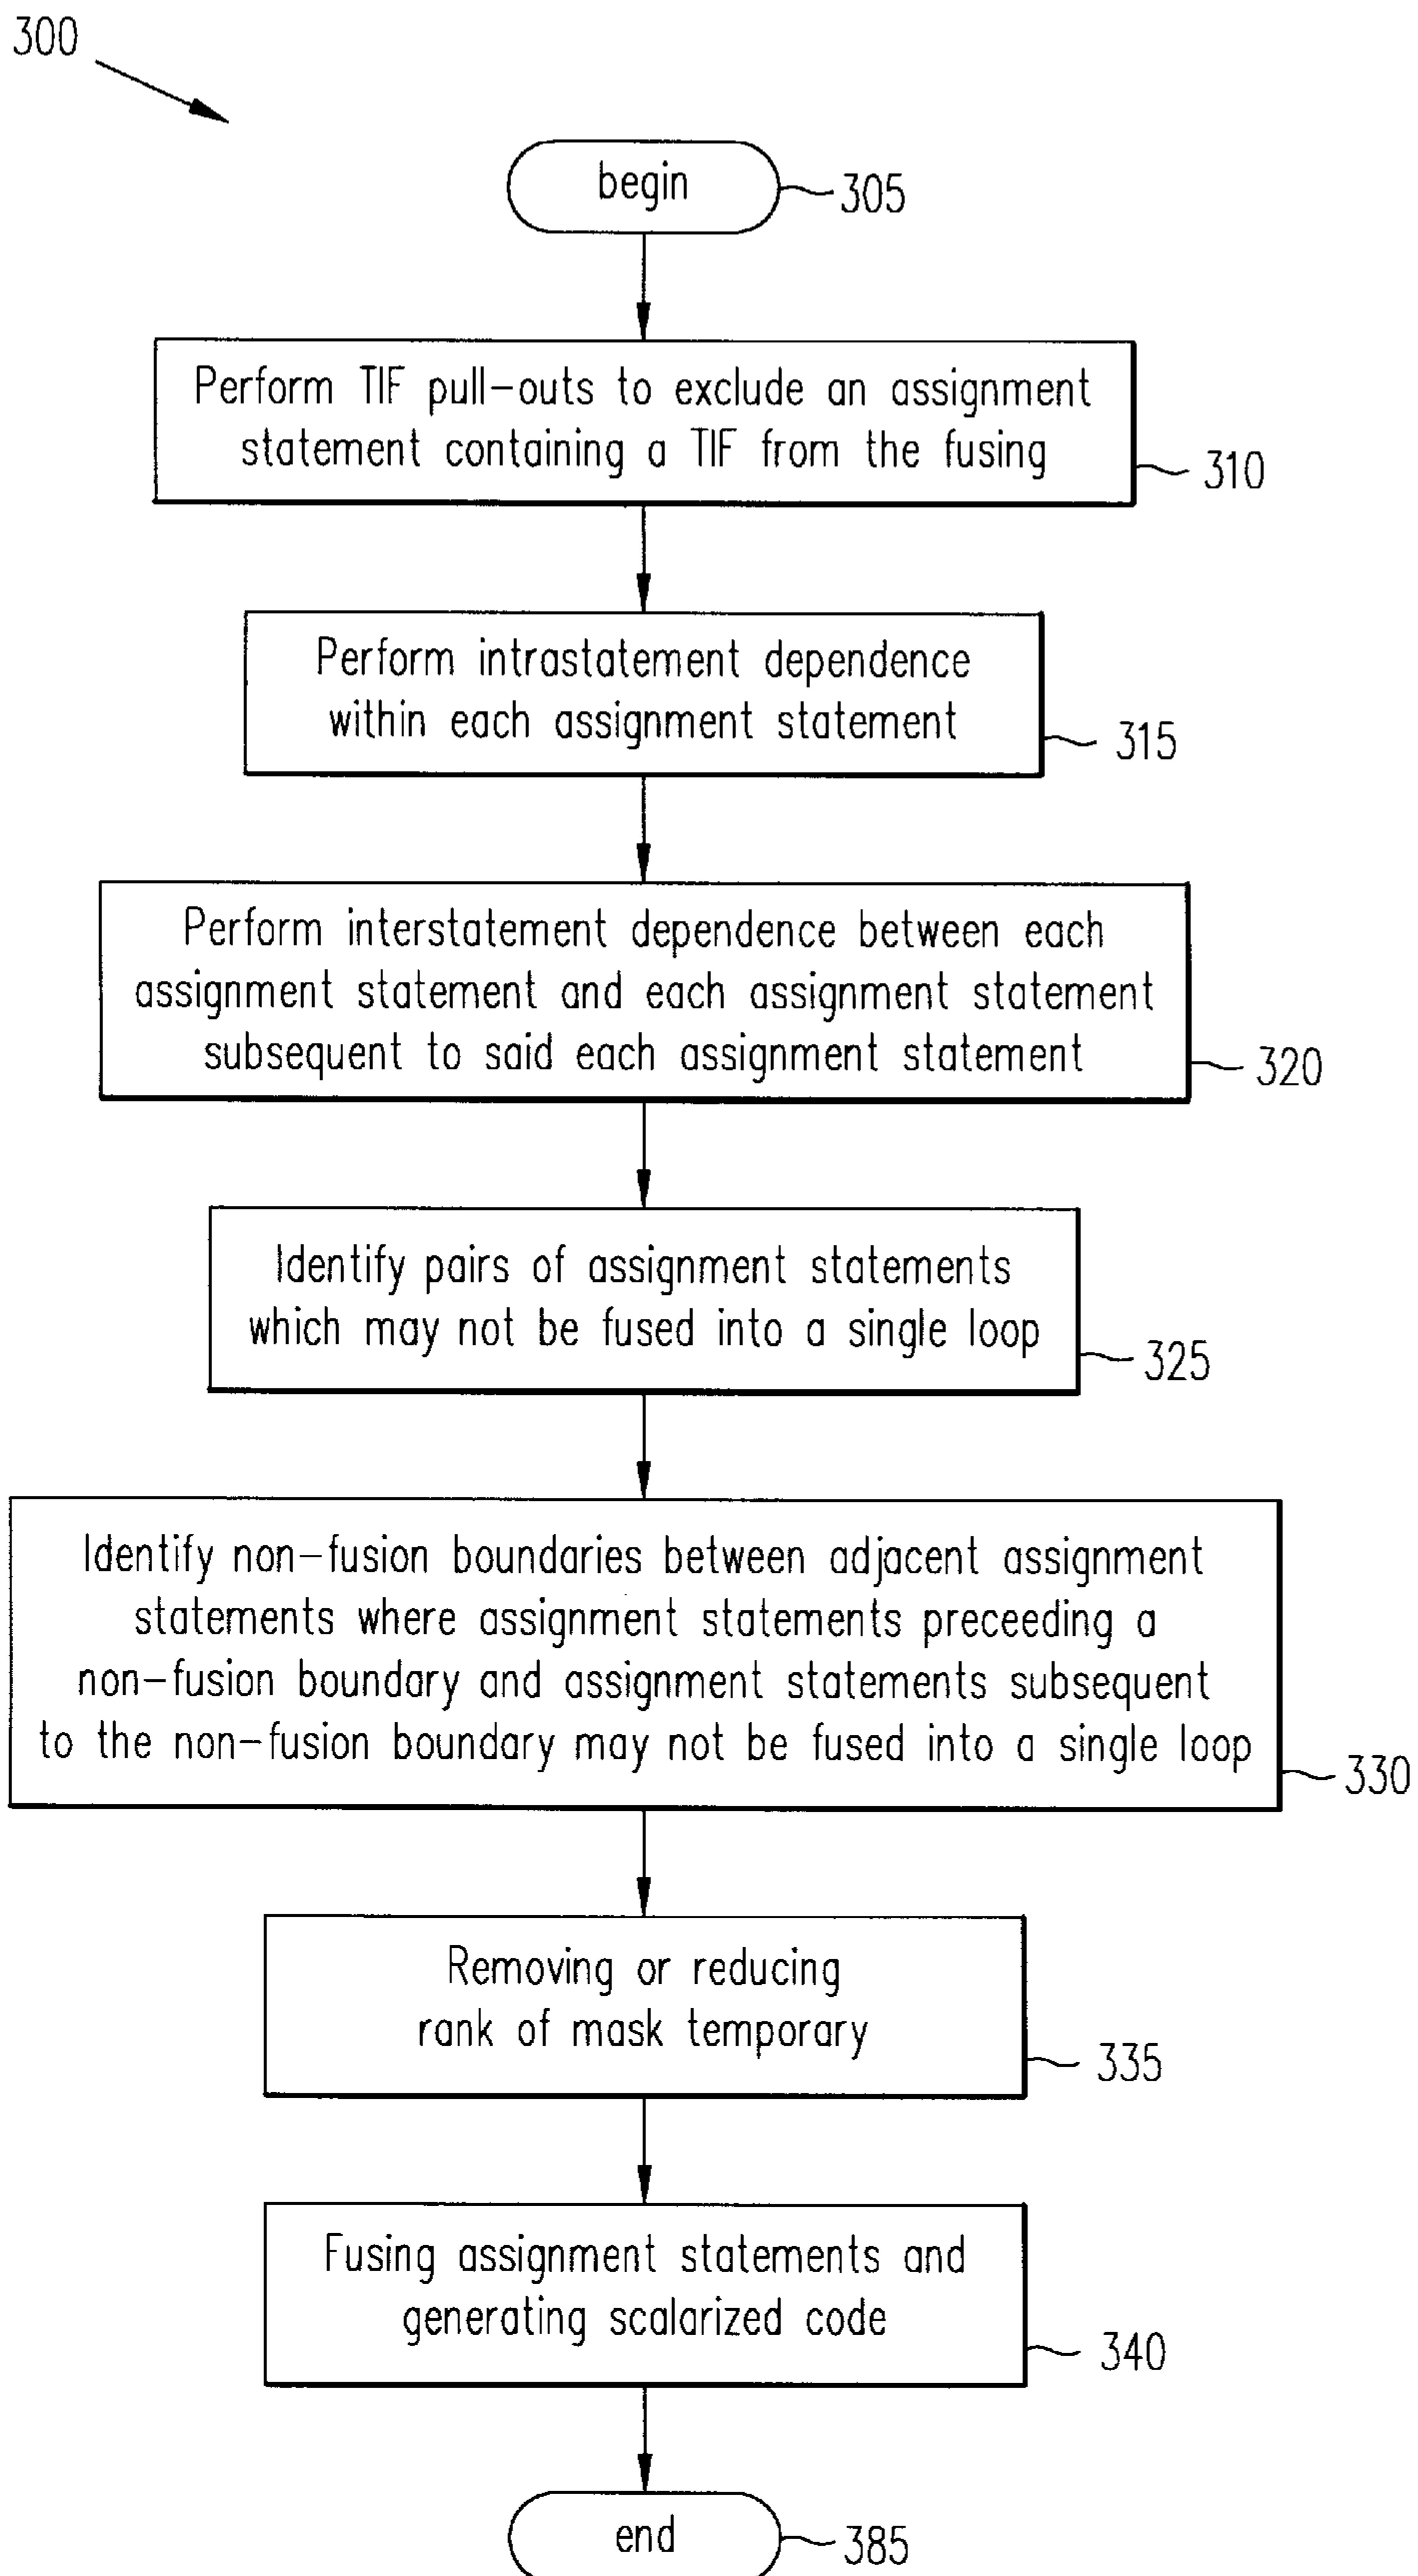 300
begin
305
Perform TIF pull-outs to exclude an assignment
statement containing a TIF from the fusing
310
Perform intrastatement dependence
within each assignment statement
315
Perform interstatement dependence between each
assignment statement and each assignment statement
subsequent to said each assignment statement
320
Identify pairs of assignment statements
which may not be fused into a single loop
325
Identify non-fusion boundaries between adjacent assignment
statements where assignment statements preceeding a
non-fusion boundary and assignment statements subsequent
to the non-fusion boundary may not be fused into a single loop
330
Removing or reducing
rank of mask temporary
335
Fusing assignment statements and
generating scalarized code
340
end
385